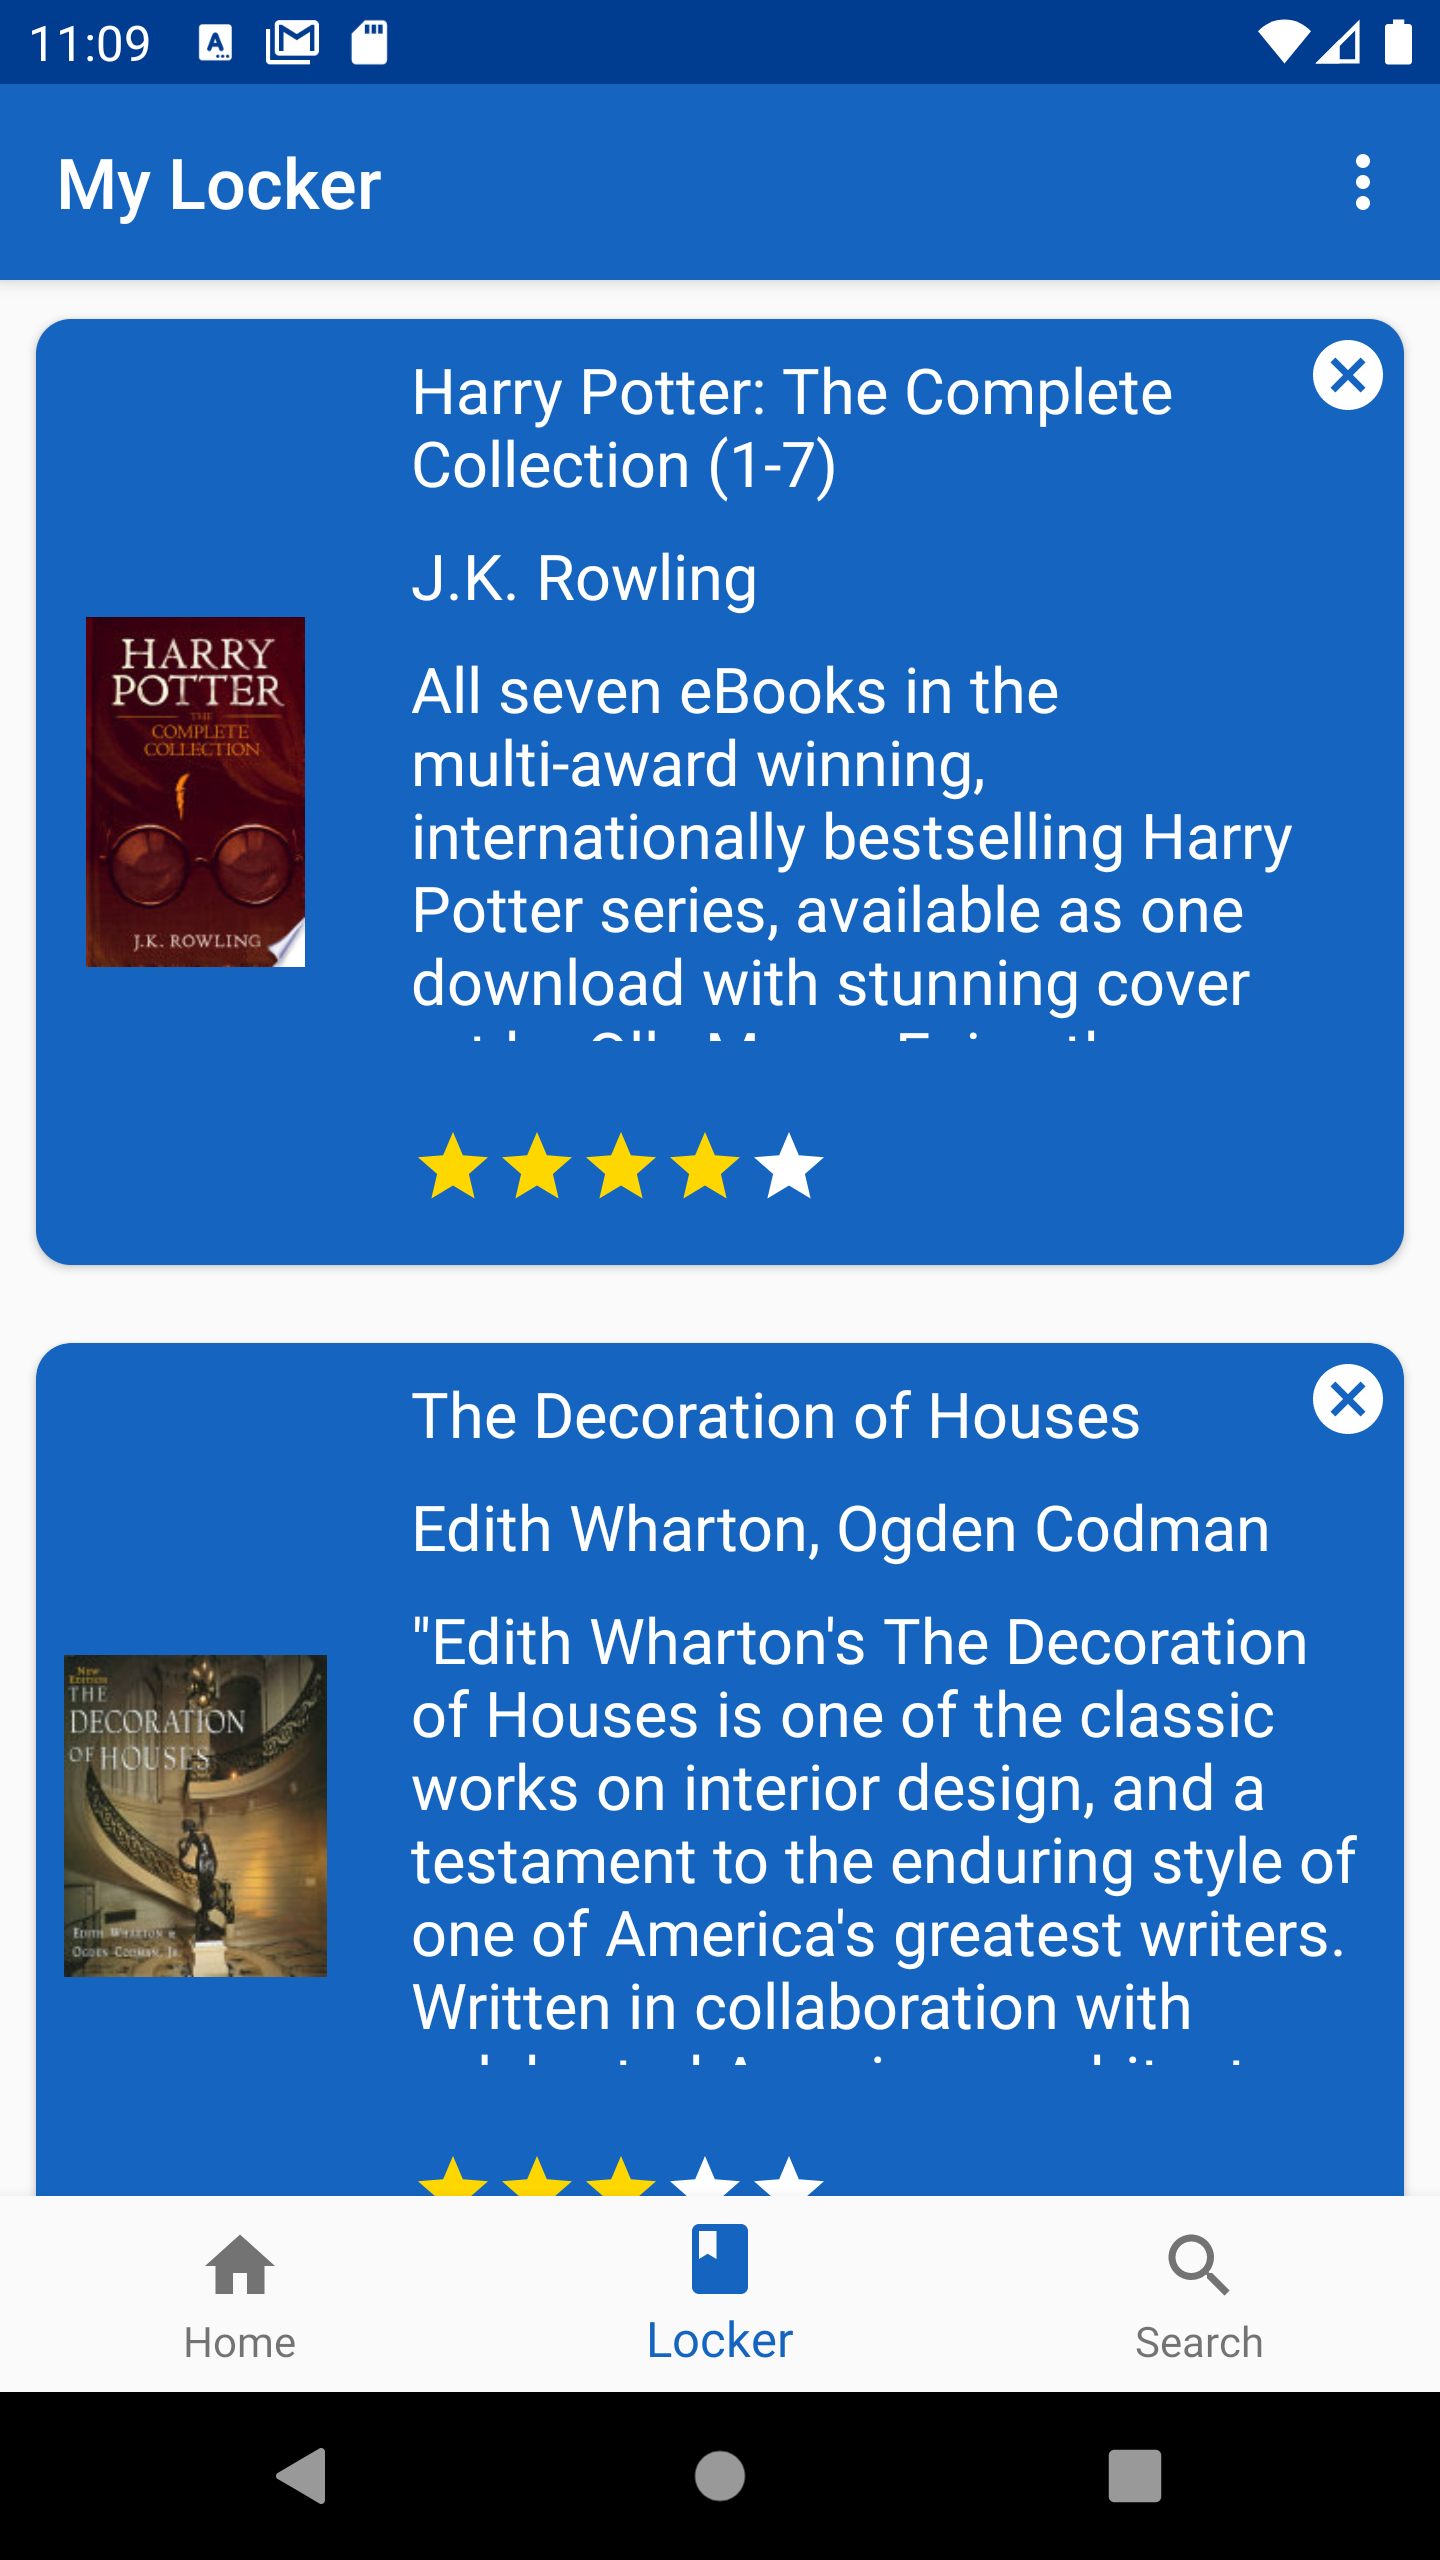 11:09
My Locker
Harry Potter: The Complete
Collection (1-7)
J.K. Rowling
All seven eBooks in the
multi-award winning,
internationally bestselling Harry
Potter series, available as one
download with stunning cover
HARRY
POTTER
THE
COMPLETE
COLLECTION
J.K. ROWLING
The Decoration of Houses
Edith Wharton, Ogden Codman
"Edith Wharton's The Decoration
of Houses is one of the classic
works on interior design, and a
testament to the enduring style of
one of America's greatest writers.
Written in collaboration with
NEW
EDITION
THE
DECORATION
OF HOUSES
EDITH WHARTON &
OGDEN CODMAN, JR.
Home
Locker
Search